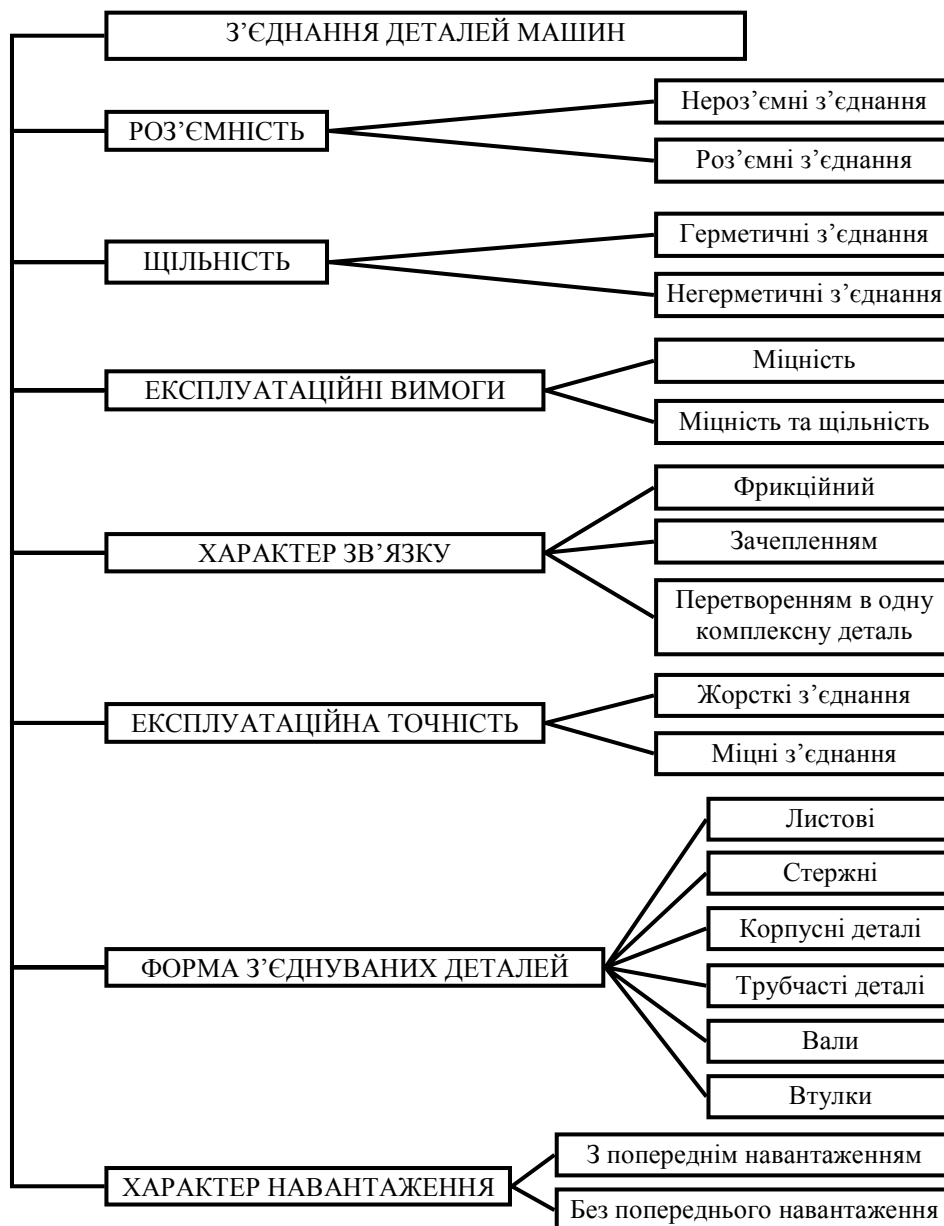 З’ЄДНАННЯ ДЕТАЛЕЙ МАШИН
РОЗ’ЄМНІСТЬ
Нероз’ємні з’єднання
Роз’ємні з’єднання
ЩІЛЬНІСТЬ
Герметичні з’єднання
Негерметичні з’єднання
ЕКСПЛУАТАЦІЙНІ ВИМОГИ
Міцність
Міцність та щільність
ХАРАКТЕР ЗВ’ЯЗКУ
Фрикційний
Зачепленням
Перетворенням в одну
комплексну деталь
ЕКСПЛУАТАЦІЙНА ТОЧНІСТЬ
Жорсткі з’єднання
Міцні з’єднання
ФОРМА З’ЄДНУВАНИХ ДЕТАЛЕЙ
Листові
Стержні
Корпусні деталі
Трубчасті деталі
Вали
Втулки
ХАРАКТЕР НАВАНТАЖЕННЯ
З попереднім навантаженням
Без попереднього навантаження